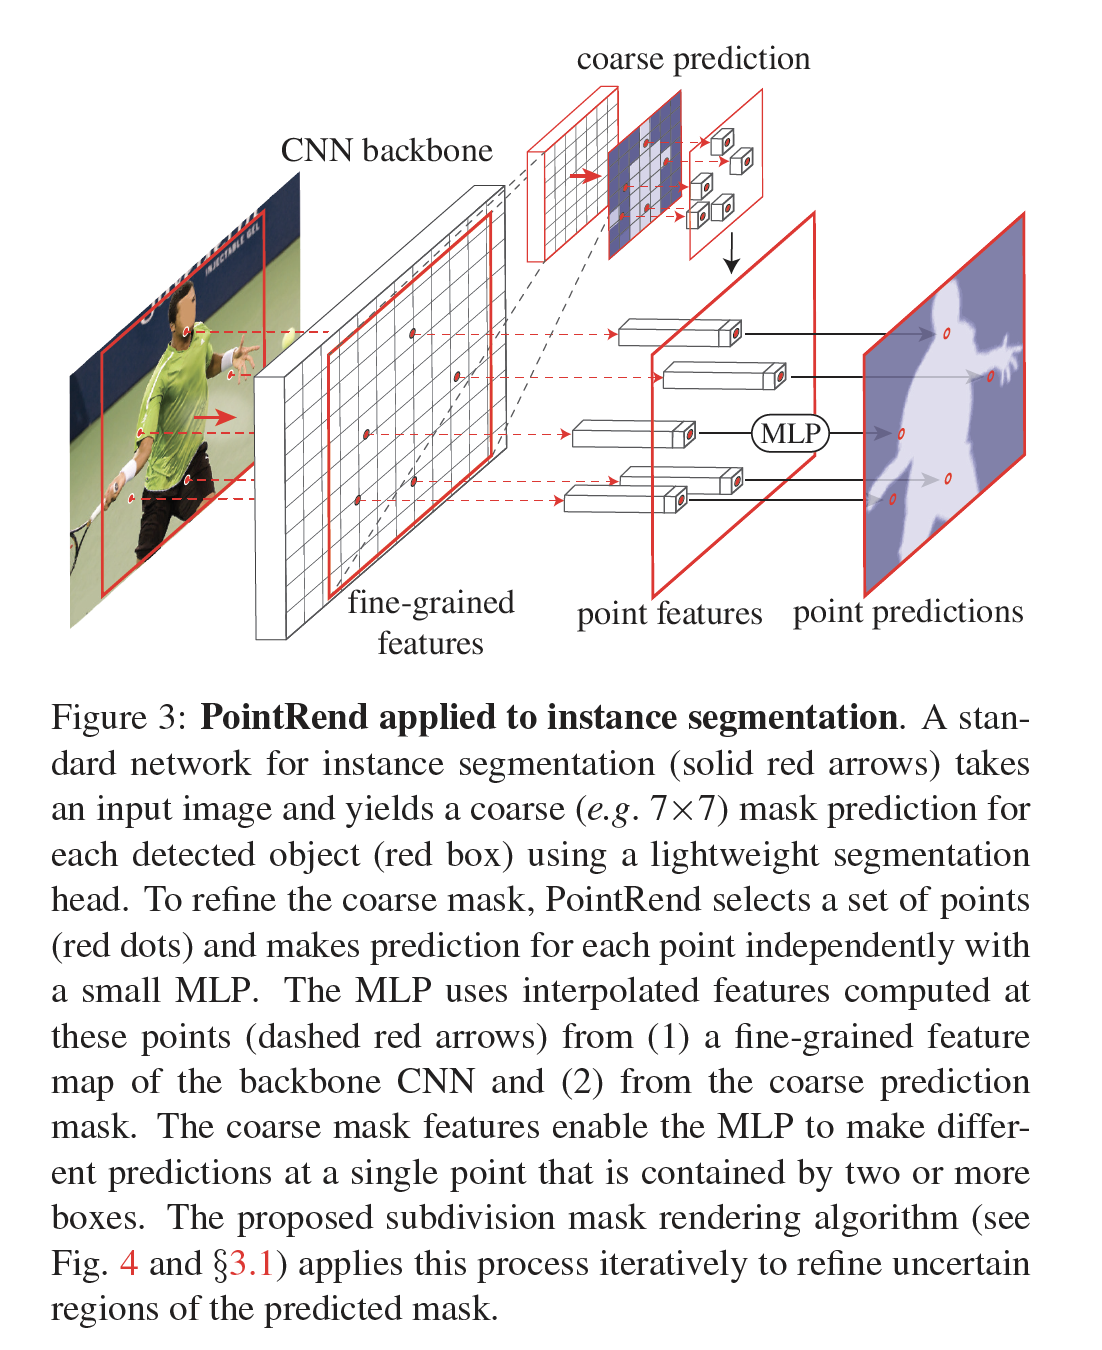 coarse prediction
CNN backbone
INJECTABLE GEL
MLP
fine-grained
features
point features
point predictions
Figure 3: PointRend applied to instance segmentation. A stan-
dard network for instance segmentation (solid red arrows) takes
an input image and yields a coarse (e.g. 7×7) mask prediction for
each detected object (red box) using a lightweight segmentation
head. To refine the coarse mask, PointRend selects a set of points
(red dots) and makes prediction for each point independently with
a small MLP. The MLP uses interpolated features computed at
these points (dashed red arrows) from (1) a fine-grained feature
map of the backbone CNN and (2) from the coarse prediction
mask. The coarse mask features enable the MLP to make differ-
ent predictions at a single point that is contained by two or more
boxes. The proposed subdivision mask rendering algorithm (see
Fig. 4 and §3.1) applies this process iteratively to refine uncertain
regions of the predicted mask.